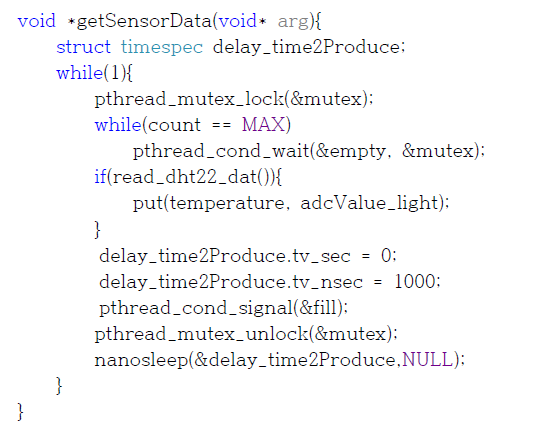 void *getSensorData(void* arg){
    struct timespec delay_time2Produce;
    while(1){
        pthread_mutex_lock(&mutex);
        while(count == MAX)
            pthread_cond_wait(&empty, &mutex);
        if(read_dht22_dat()){
            put(temperature, adcValue_light);
        }
        delay_time2Produce.tv_sec = 0;
        delay_time2Produce.tv_nsec = 1000;
        pthread_cond_signal(&fill);
        pthread_mutex_unlock(&mutex);
        nanosleep(&delay_time2Produce,NULL);
    }
}